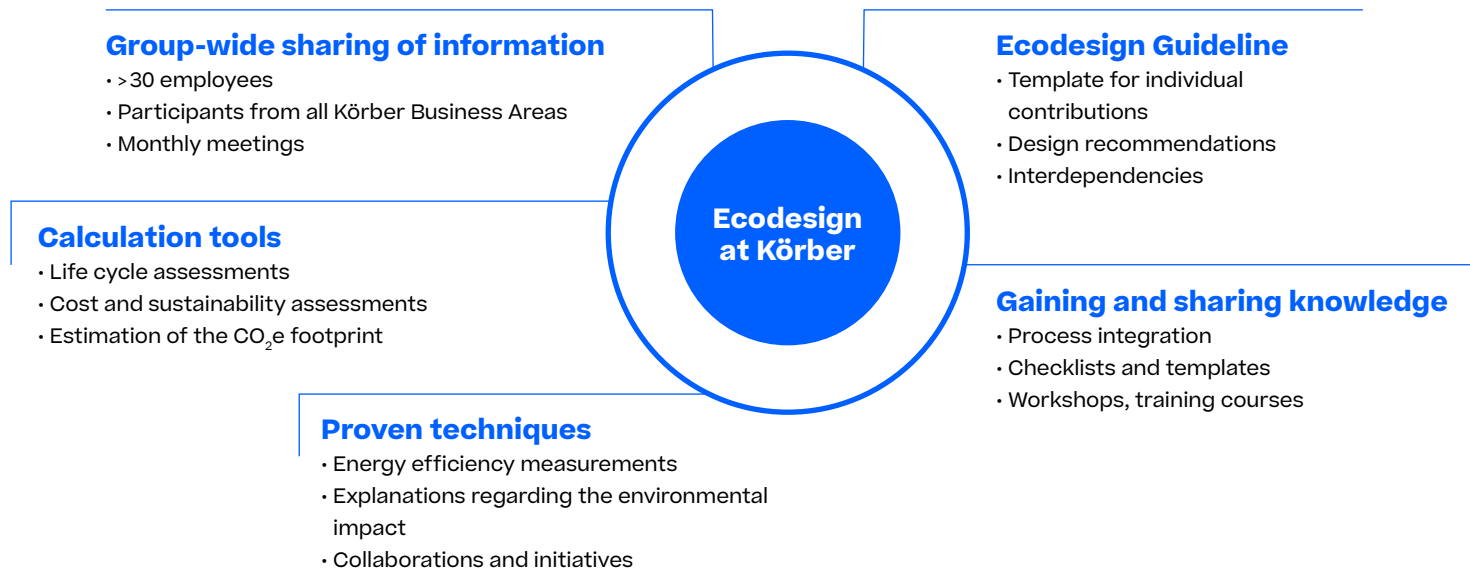 Group-wide sharing of information
· >30 employees
· Participants from all Körber Business Areas
· Monthly meetings
Ecodesign Guideline
· Template for individual
contributions
· Design recommendations
· Interdependencies
Ecodesign
at Körber
Calculation tools
· Life cycle assessments
· Cost and sustainability assessments
· Estimation of the CO₂e footprint
Gaining and sharing knowledge
· Process integration
· Checklists and templates
· Workshops, training courses
Proven techniques
· Energy efficiency measurements
· Explanations regarding the environmental
impact
· Collaborations and initiatives